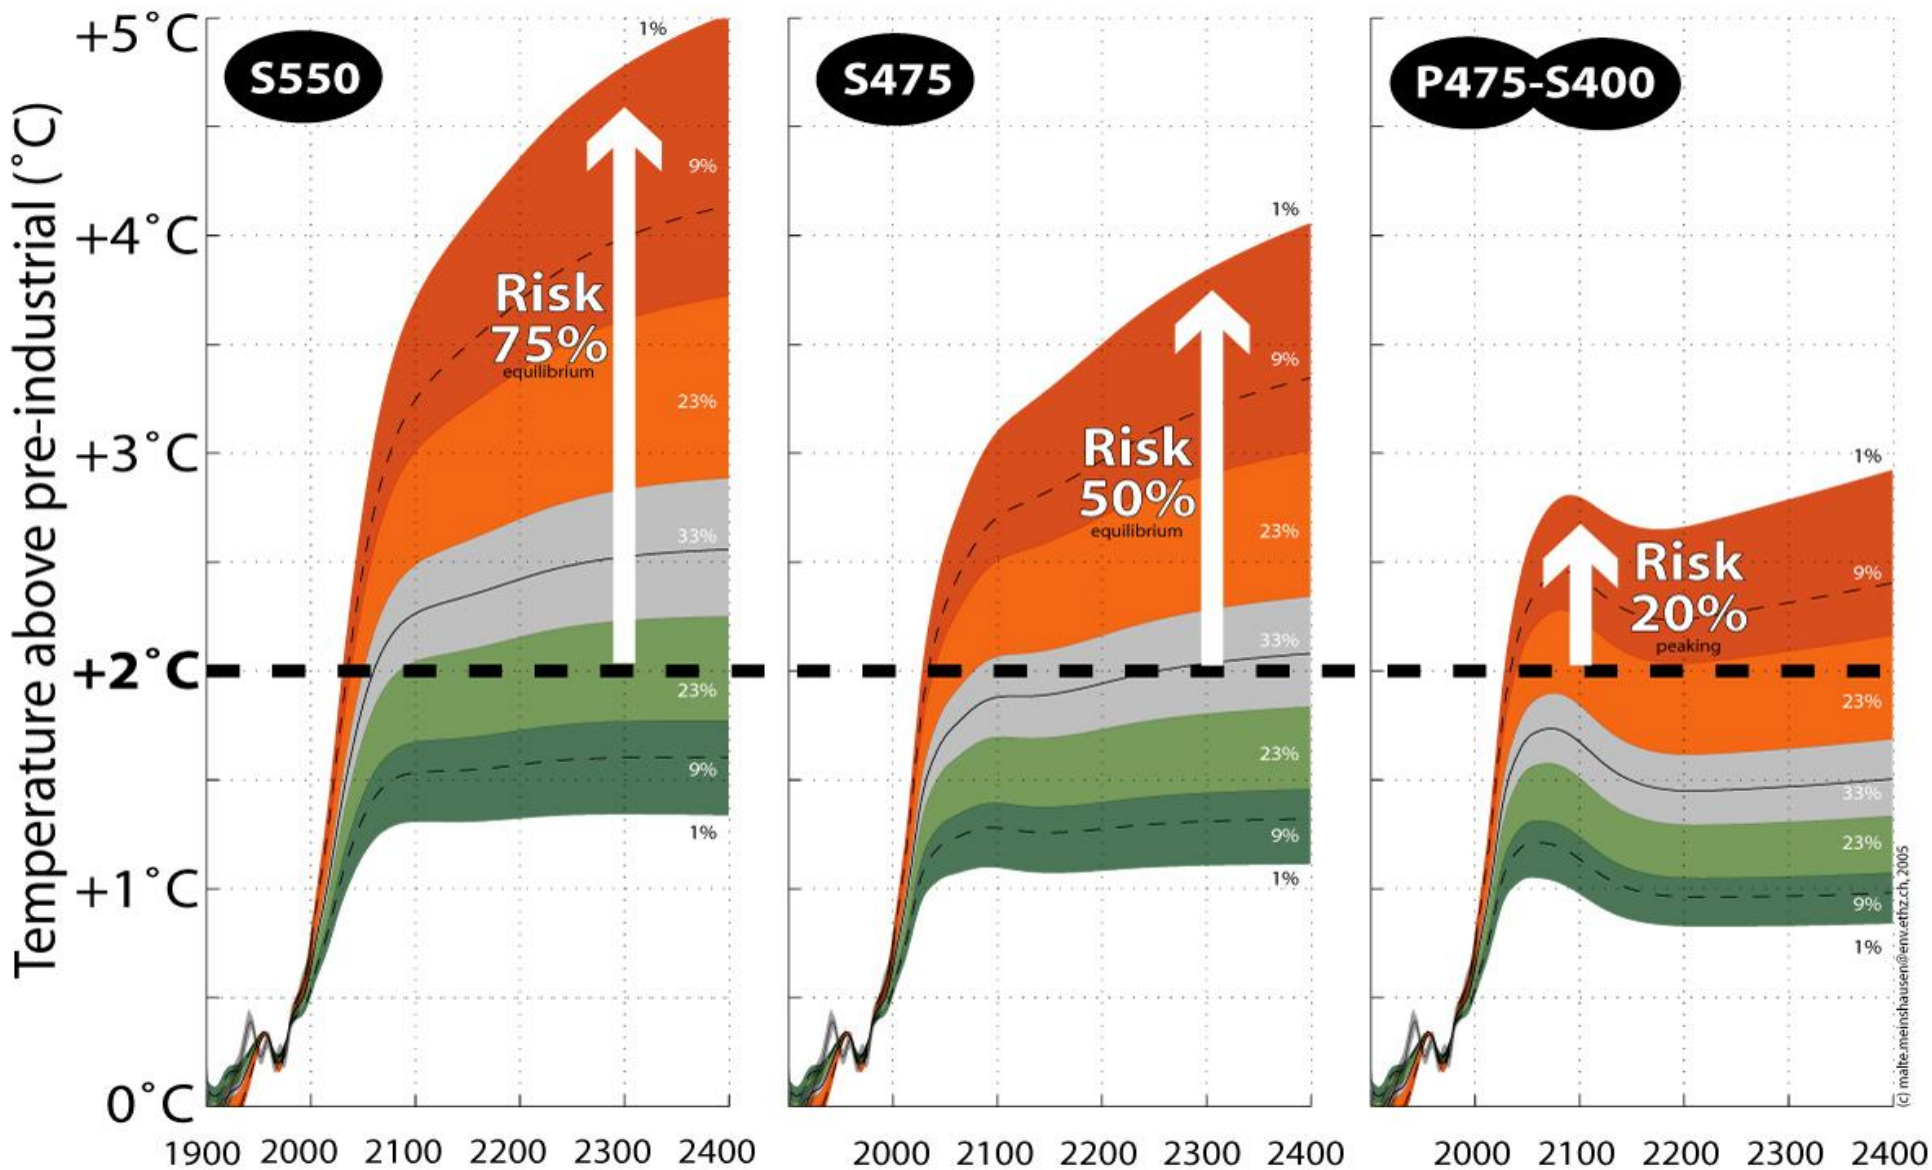 Temperature above pre-industrial (˚C)
+5˚C
+4˚C
+3˚C
+2˚C
+1˚C
0˚C
S550
1%
9%
Risk
75%
equilibrium
23%
33%
23%
9%
1%
1900 2000 2100 2200 2300 2400
S475
1%
9%
Risk
50%
equilibrium
23%
33%
23%
9%
1%
2000 2100 2200 2300 2400
P475-S400
1%
9%
Risk
20%
peaking
23%
33%
23%
9%
1%
2000 2100 2200 2300 2400
(c) malte.meinshausen@env.ethz.ch, 2005